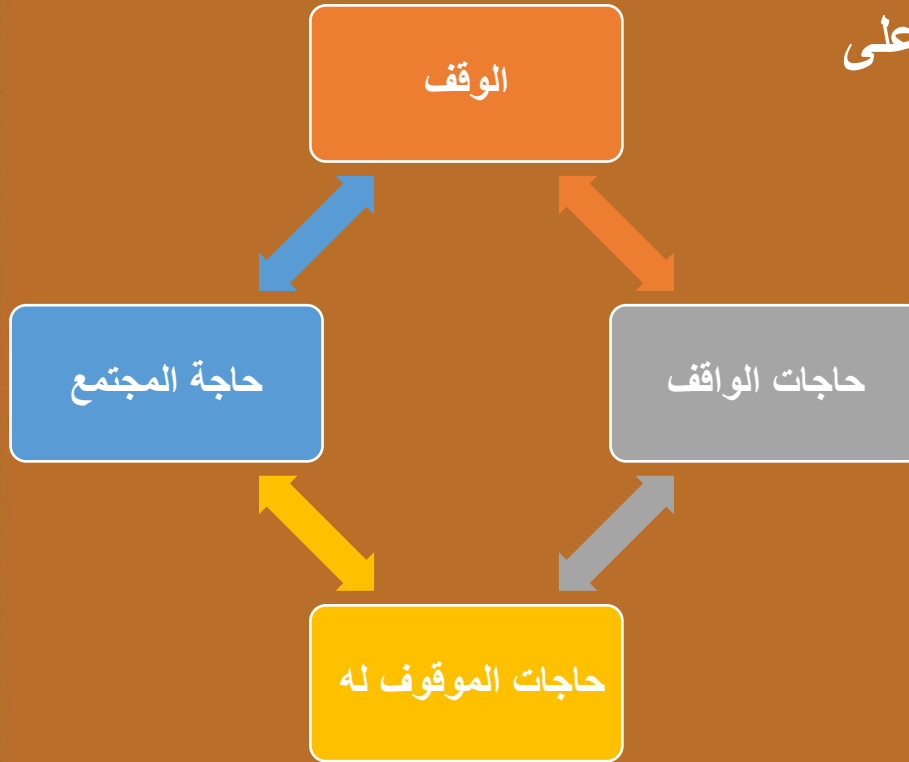 على
الوقف
حاجات الواقف
حاجة المجتمع
حاجات الموقوف له